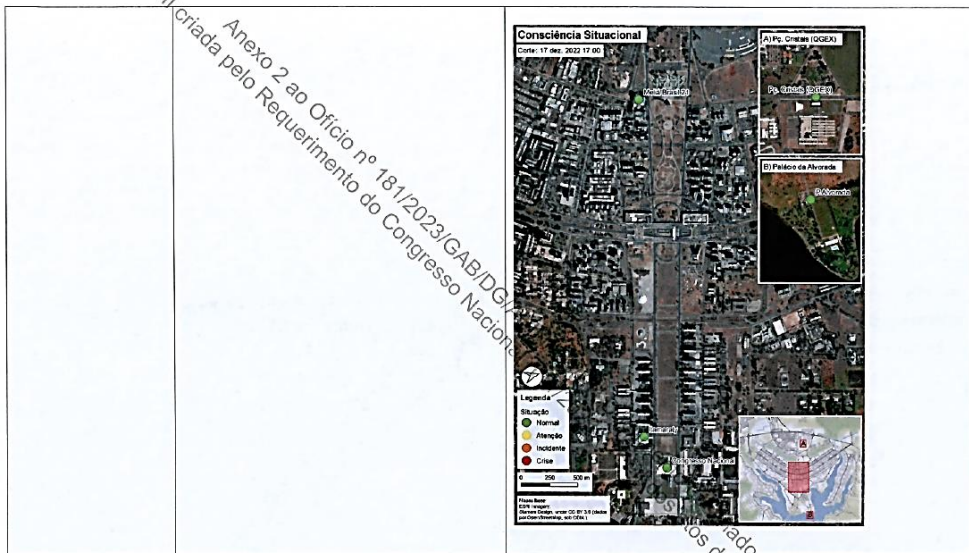 criada pelo Requerimento do Congresso Nacional
Anexo 2 ao Ofício nº 181/2023/GAB/DG/
Consciência Situacional
Corte: 17 dez. 2022 17:00
A) Pç. Cristais (QGEX)
Pç. Cristais (QGEX)
B) Palácio da Alvorada
P.Alvorada
Itamaraty
Congresso Nacional
Legenda
Situação
Normal
Atenção
Incidente
Crise
0 250 500 m
A
B
Mapa Base
ESRI Imagery